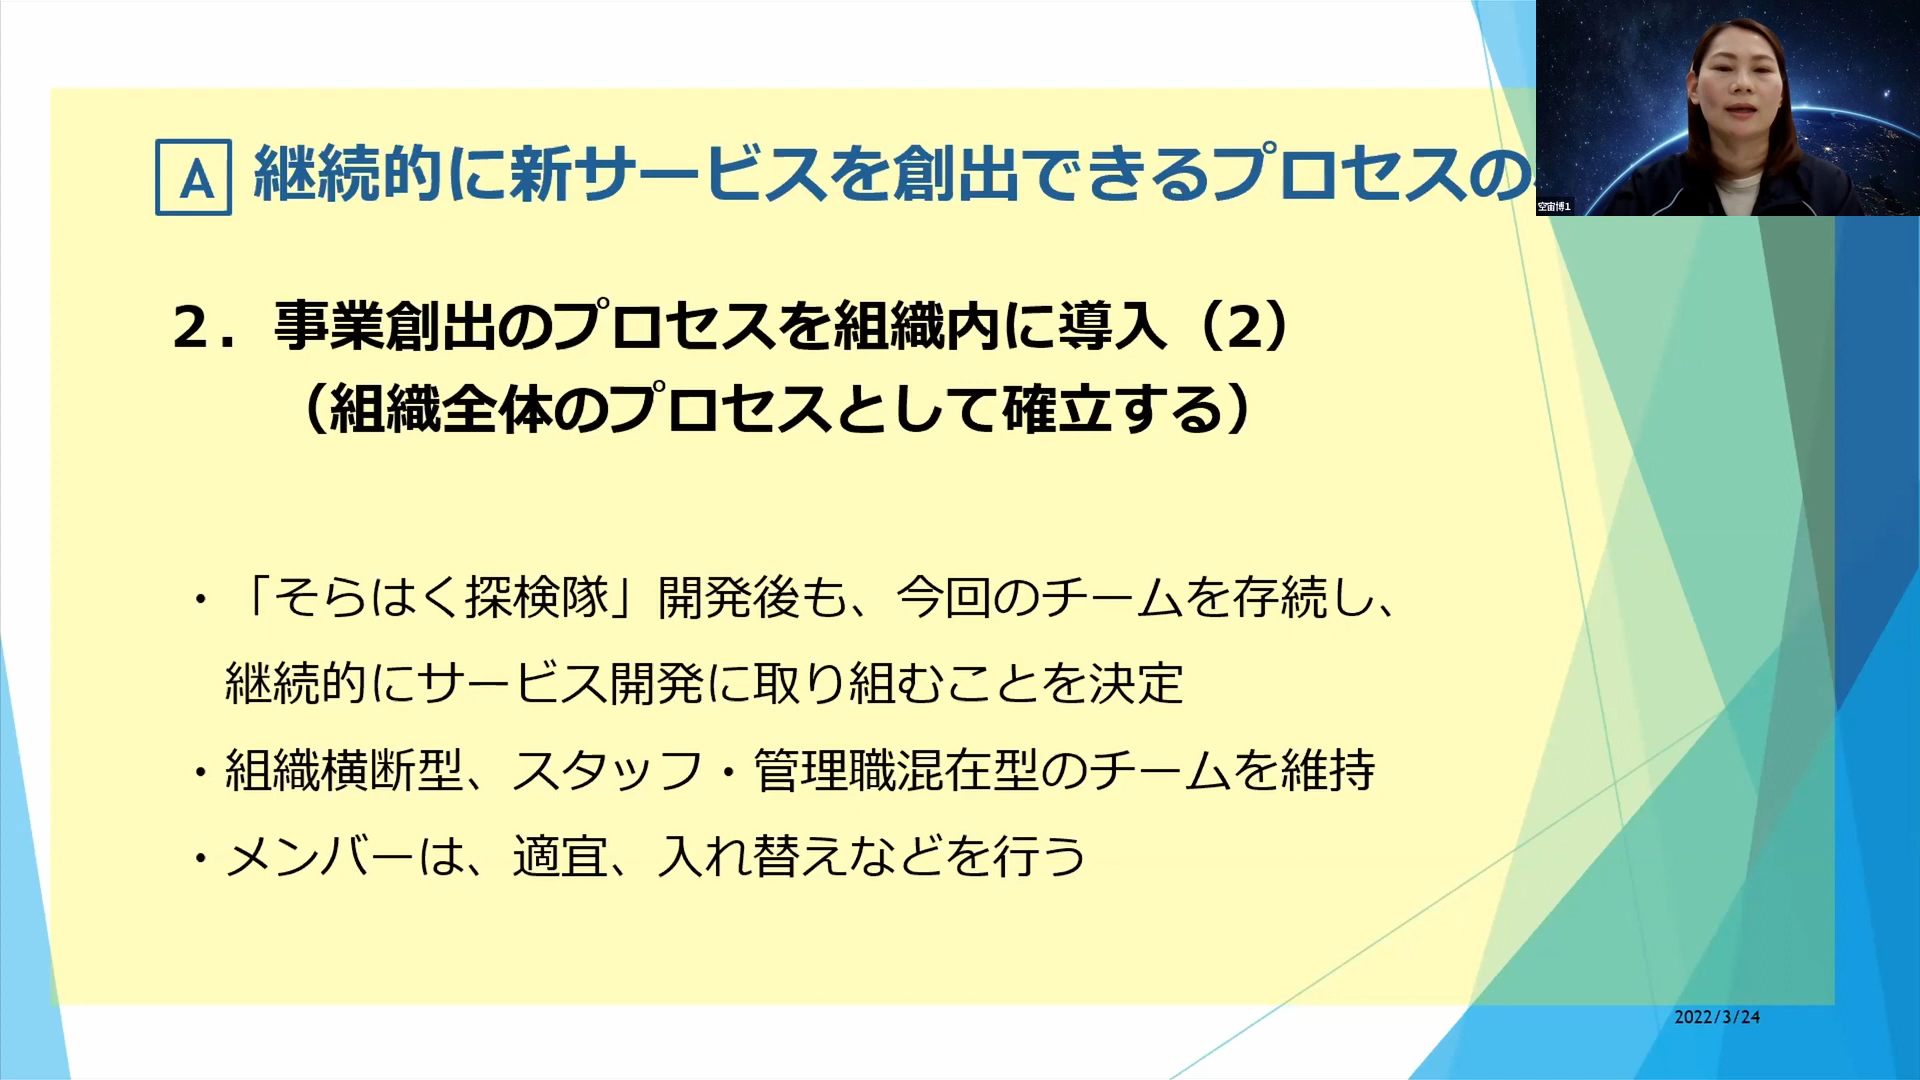 A 継続的に新サービスを創出できるプロセスの
空宙博1
２．事業創出のプロセスを組織内に導入（2）
（組織全体のプロセスとして確立する）
・「そらはく探検隊」開発後も、今回のチームを存続し、
継続的にサービス開発に取り組むことを決定
・組織横断型、スタッフ・管理職混在型のチームを維持
・メンバーは、適宜、入れ替えなどを行う
2022/3/24